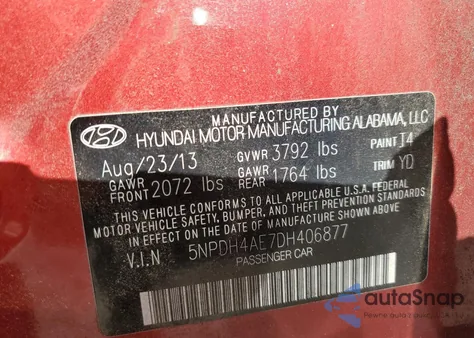 MANUFACTURED BY
HYUNDAI MOTOR MANUFACTURING ALABAMA, LLC
Aug/23/13 GVWR 3792 lbs PAINT T4
GAWR FRONT 2072 lbs GAWR REAR 1764 lbs TRIM YD
THIS VEHICLE CONFORMS TO ALL APPLICABLE U.S.A. FEDERAL
MOTOR VEHICLE SAFETY, BUMPER, AND THEFT PREVENTION STANDARDS IN EFFECT
ON THE DATE OF MANUFACTURE SHOWN ABOVE
V.I.N 5NPDH4AE7DH406877
PASSENGER CAR
autoSnap